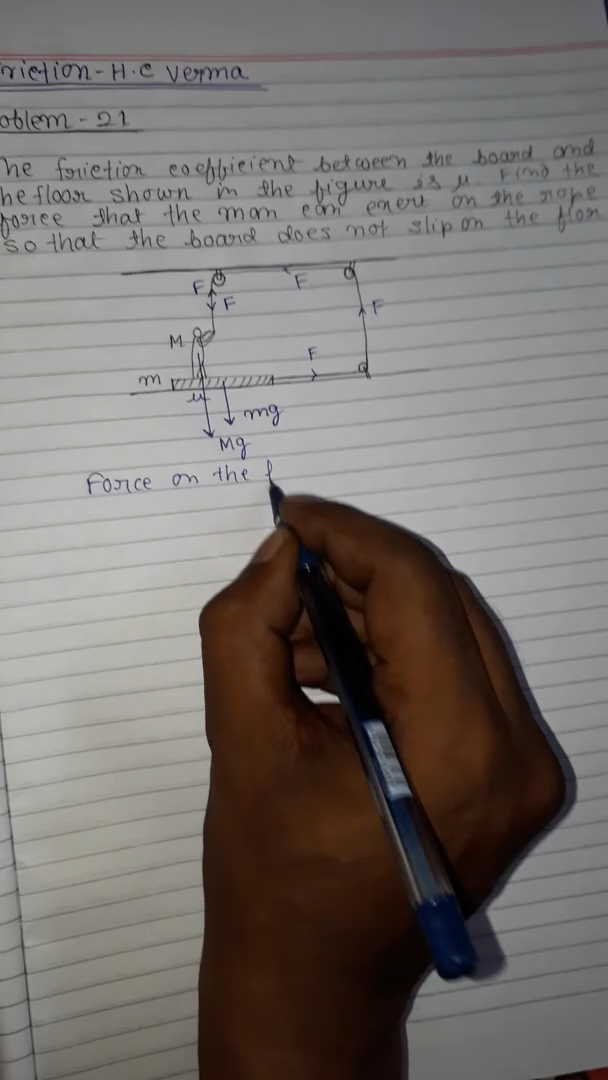 riction-H.C Verma
oblem-21
he friction coefficient between the board and
he floor shown in the figure is μ Find the
force that the man can exert on the rope
so that the board does not slip on the floor
F F
F
F
M
F
m
μ
mg
Mg
Force on the f